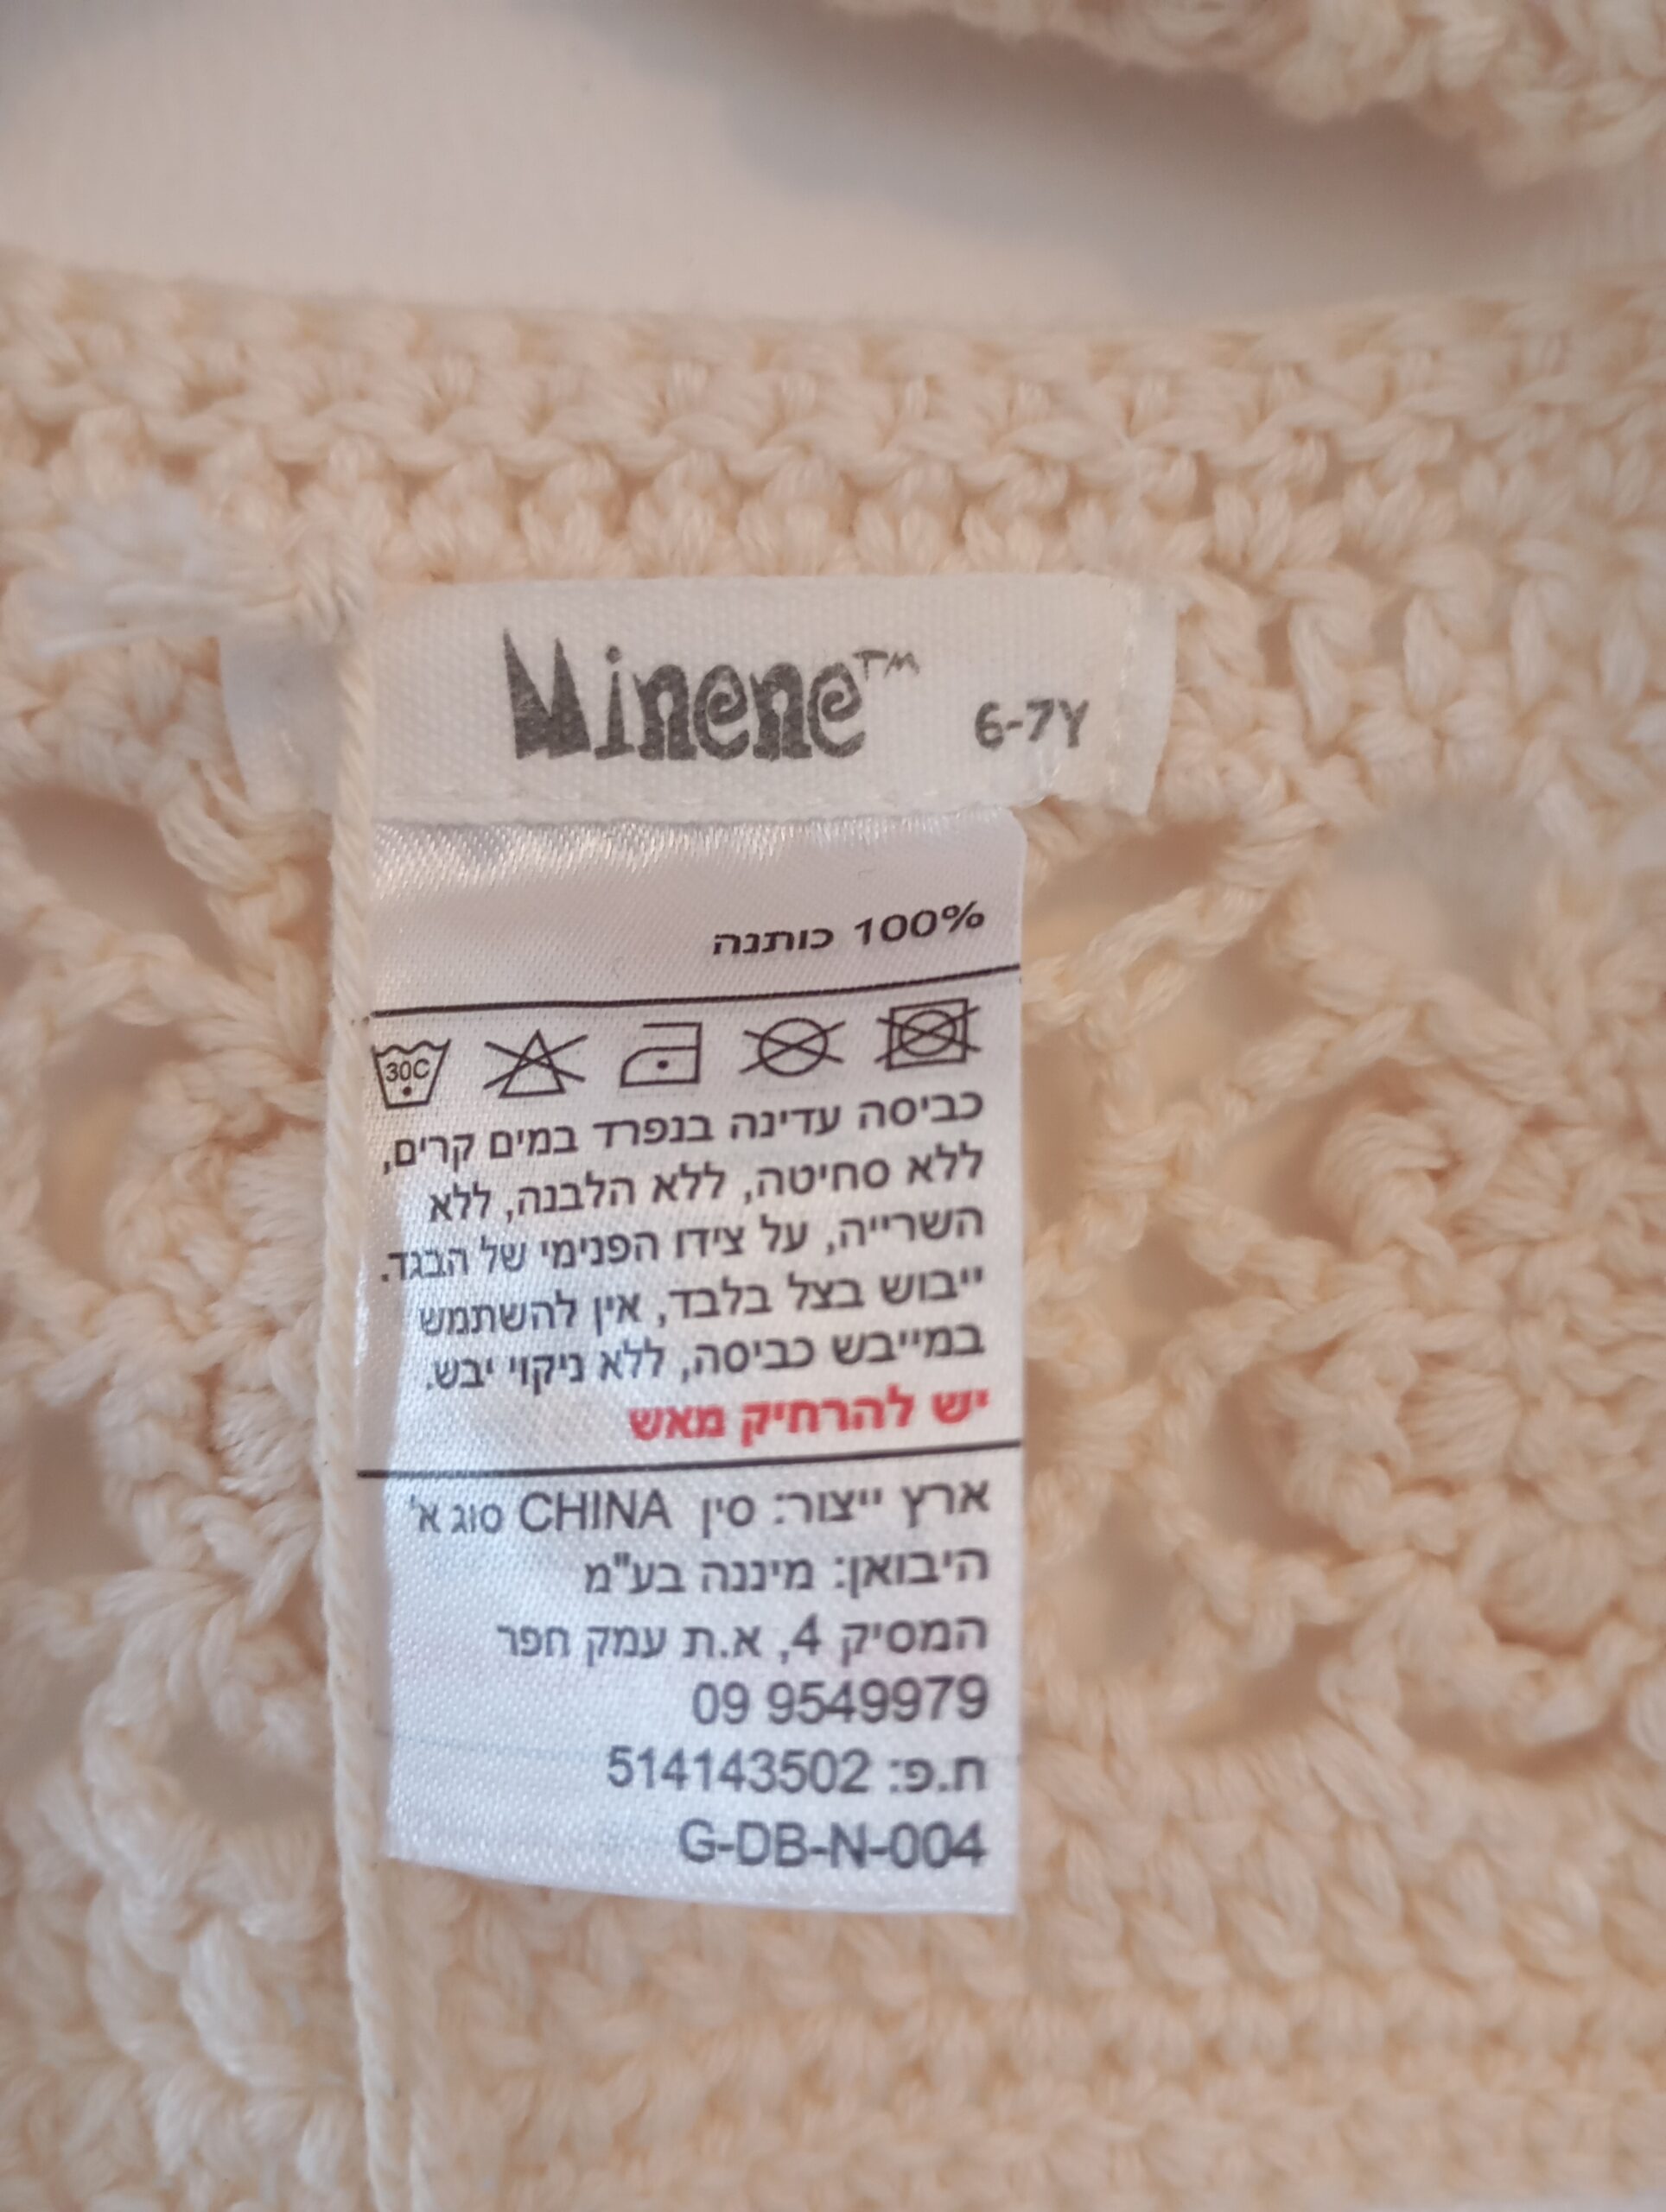 Minene™ 6-7Y
100% כותנה
30C
כביסה עדינה בנפרד במים קרים,
ללא סחיטה, ללא הלבנה, ללא
השרייה, על צידו הפנימי של הבגד.
ייבוש בצל בלבד, אין להשתמש
במייבש כביסה, ללא ניקוי יבש.
יש להרחיק מאש
ארץ ייצור: סין CHINA סוג א'
היבואן: מיננה בע"מ
המסיק 4, א.ת עמק חפר
09 9549979
ח.פ: 514143502
G-DB-N-004